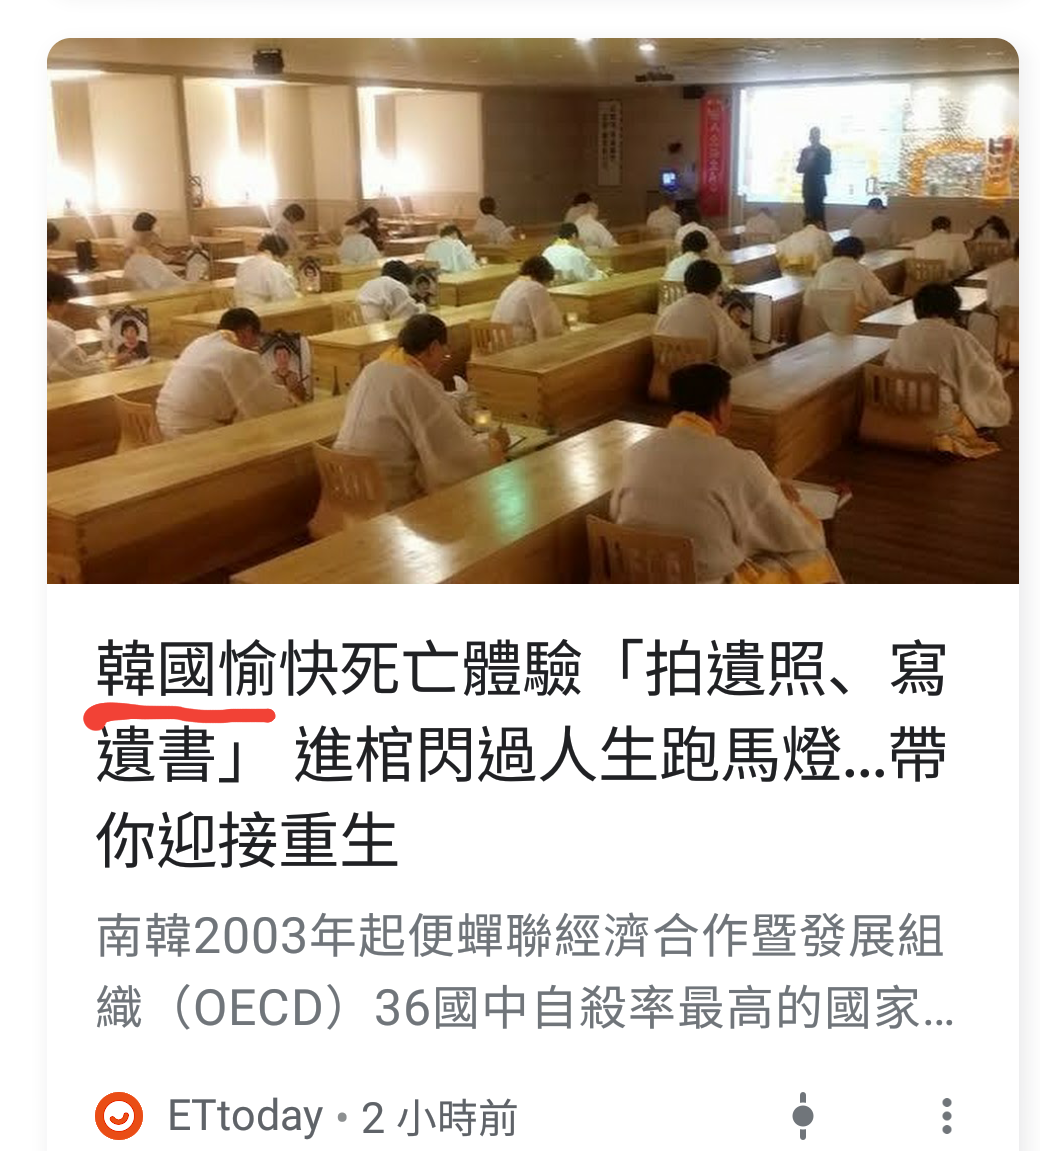 韓國愉快死亡體驗「拍遺照、寫
遺書」 進棺閃過人生跑馬燈...帶
你迎接重生
南韓2003年起便蟬聯經濟合作暨發展組
織（OECD）36國中自殺率最高的國家...
ETtoday • 2 小時前